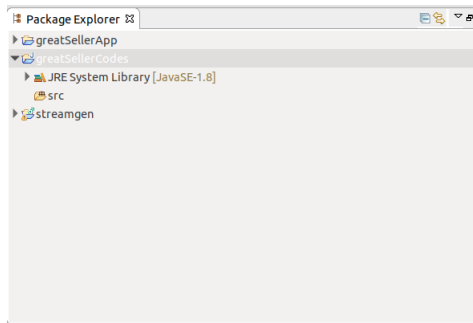 Package Explorer
greatSellerApp
greatSellerCodes
JRE System Library [JavaSE-1.8]
src
streamgen